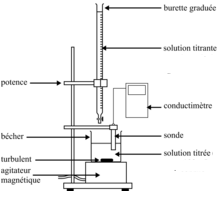 burette graduée
solution titrante
potence
conductimètre
bécher
sonde
solution titrée
turbulent
agitateur
magnétique